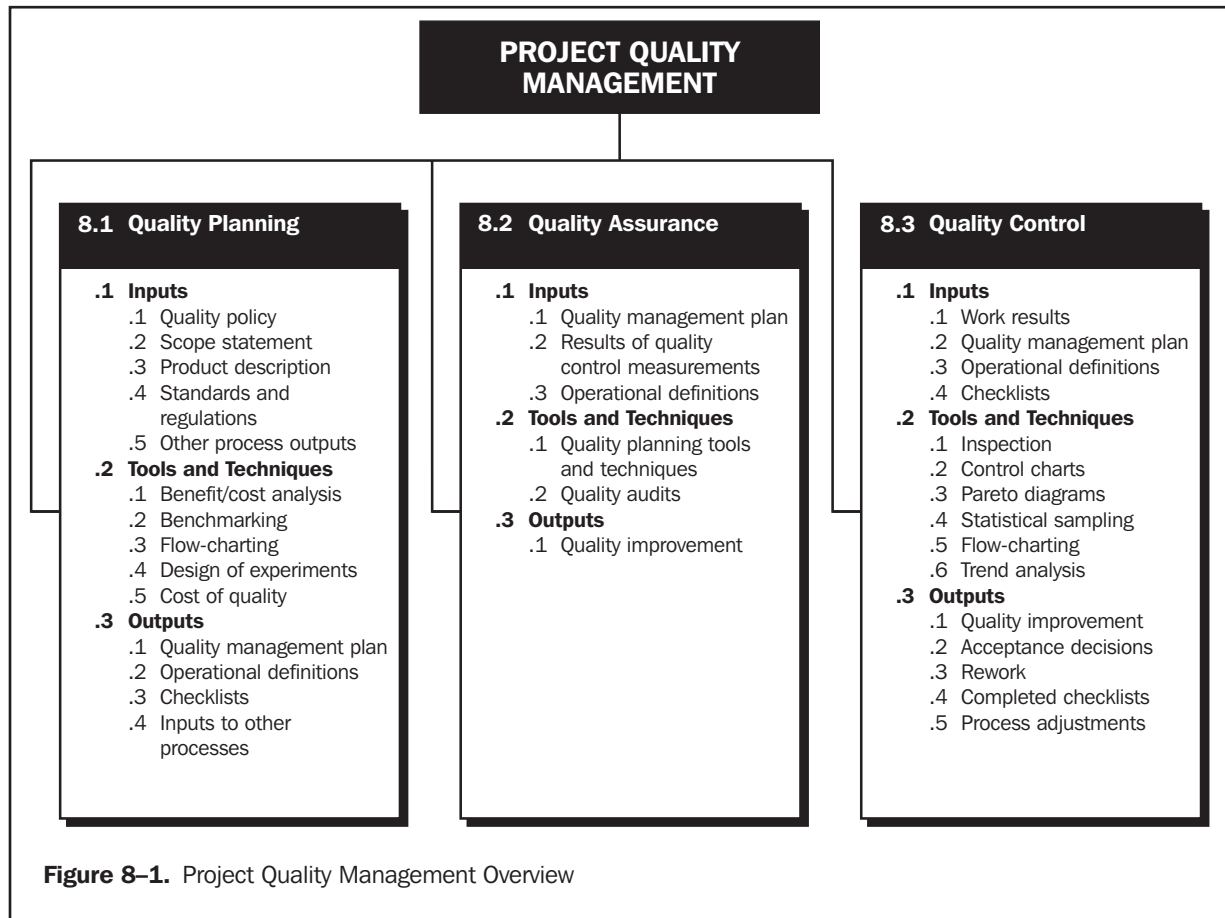 PROJECT QUALITY
MANAGEMENT
8.1 Quality Planning
.1 Inputs
.1 Quality policy
.2 Scope statement
.3 Product description
.4 Standards and
regulations
.5 Other process outputs
.2 Tools and Techniques
.1 Benefit/cost analysis
.2 Benchmarking
.3 Flow-charting
.4 Design of experiments
.5 Cost of quality
.3 Outputs
.1 Quality management plan
.2 Operational definitions
.3 Checklists
.4 Inputs to other
processes
8.2 Quality Assurance
.1 Inputs
.1 Quality management plan
.2 Results of quality
control measurements
.3 Operational definitions
.2 Tools and Techniques
.1 Quality planning tools
and techniques
.2 Quality audits
.3 Outputs
.1 Quality improvement
8.3 Quality Control
.1 Inputs
.1 Work results
.2 Quality management plan
.3 Operational definitions
.4 Checklists
.2 Tools and Techniques
.1 Inspection
.2 Control charts
.3 Pareto diagrams
.4 Statistical sampling
.5 Flow-charting
.6 Trend analysis
.3 Outputs
.1 Quality improvement
.2 Acceptance decisions
.3 Rework
.4 Completed checklists
.5 Process adjustments
Figure 8–1. Project Quality Management Overview